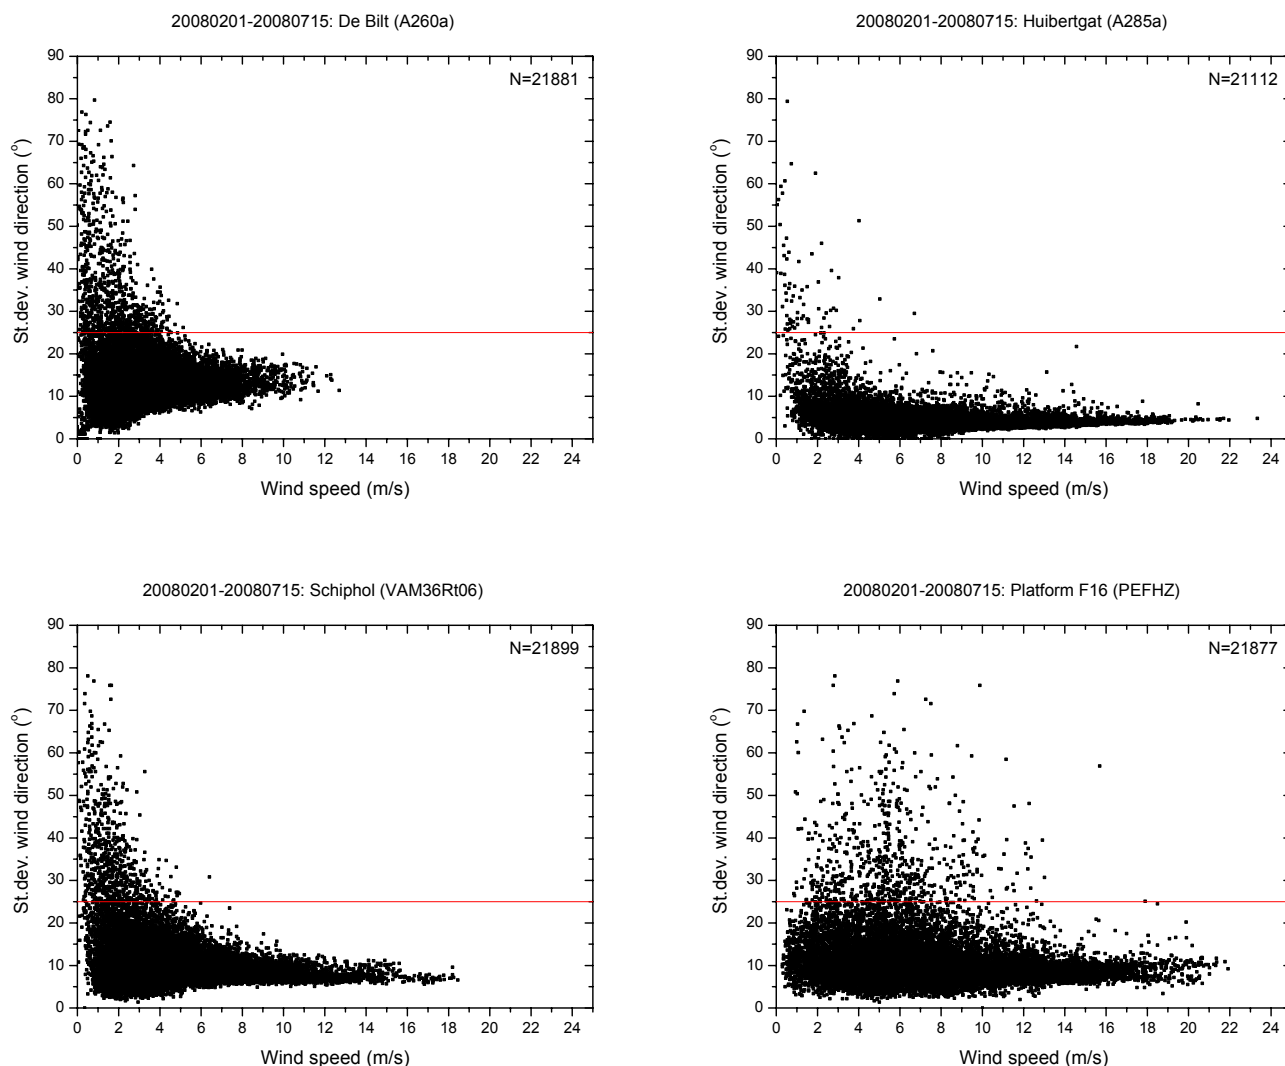 20080201-20080715: De Bilt (A260a)
N=21881
90
80
70
60
50
40
30
20
10
0
St.dev. wind direction (°)
0 2 4 6 8 10 12 14 16 18 20 22 24
Wind speed (m/s)
20080201-20080715: Huibertgat (A285a)
N=21112
90
80
70
60
50
40
30
20
10
0
St.dev. wind direction (°)
0 2 4 6 8 10 12 14 16 18 20 22 24
Wind speed (m/s)
20080201-20080715: Schiphol (VAM36Rt06)
N=21899
90
80
70
60
50
40
30
20
10
0
St.dev. wind direction (°)
0 2 4 6 8 10 12 14 16 18 20 22 24
Wind speed (m/s)
20080201-20080715: Platform F16 (PEFHZ)
N=21877
90
80
70
60
50
40
30
20
10
0
St.dev. wind direction (°)
0 2 4 6 8 10 12 14 16 18 20 22 24
Wind speed (m/s)